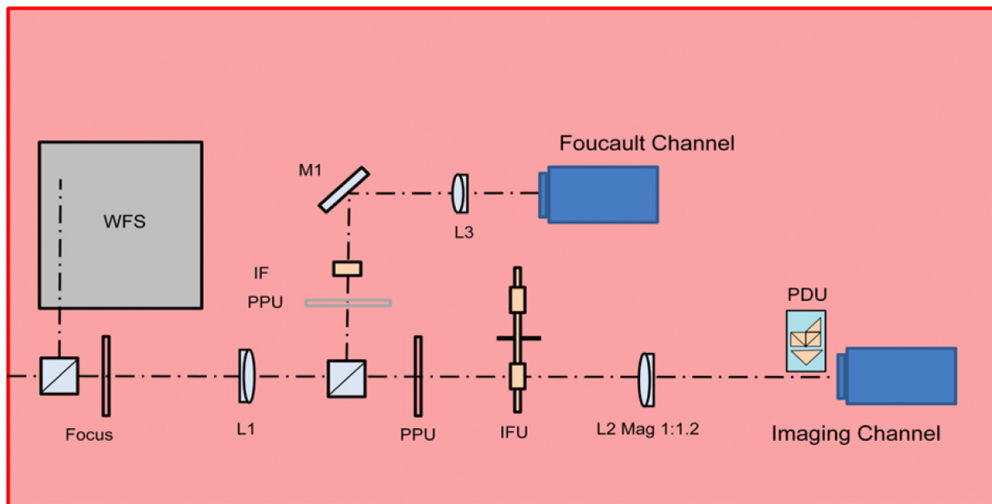 Foucault Channel
M1
WFS
L3
IF
PPU
PDU
Focus
L1
PPU
IFU
L2 Mag 1:1.2
Imaging Channel